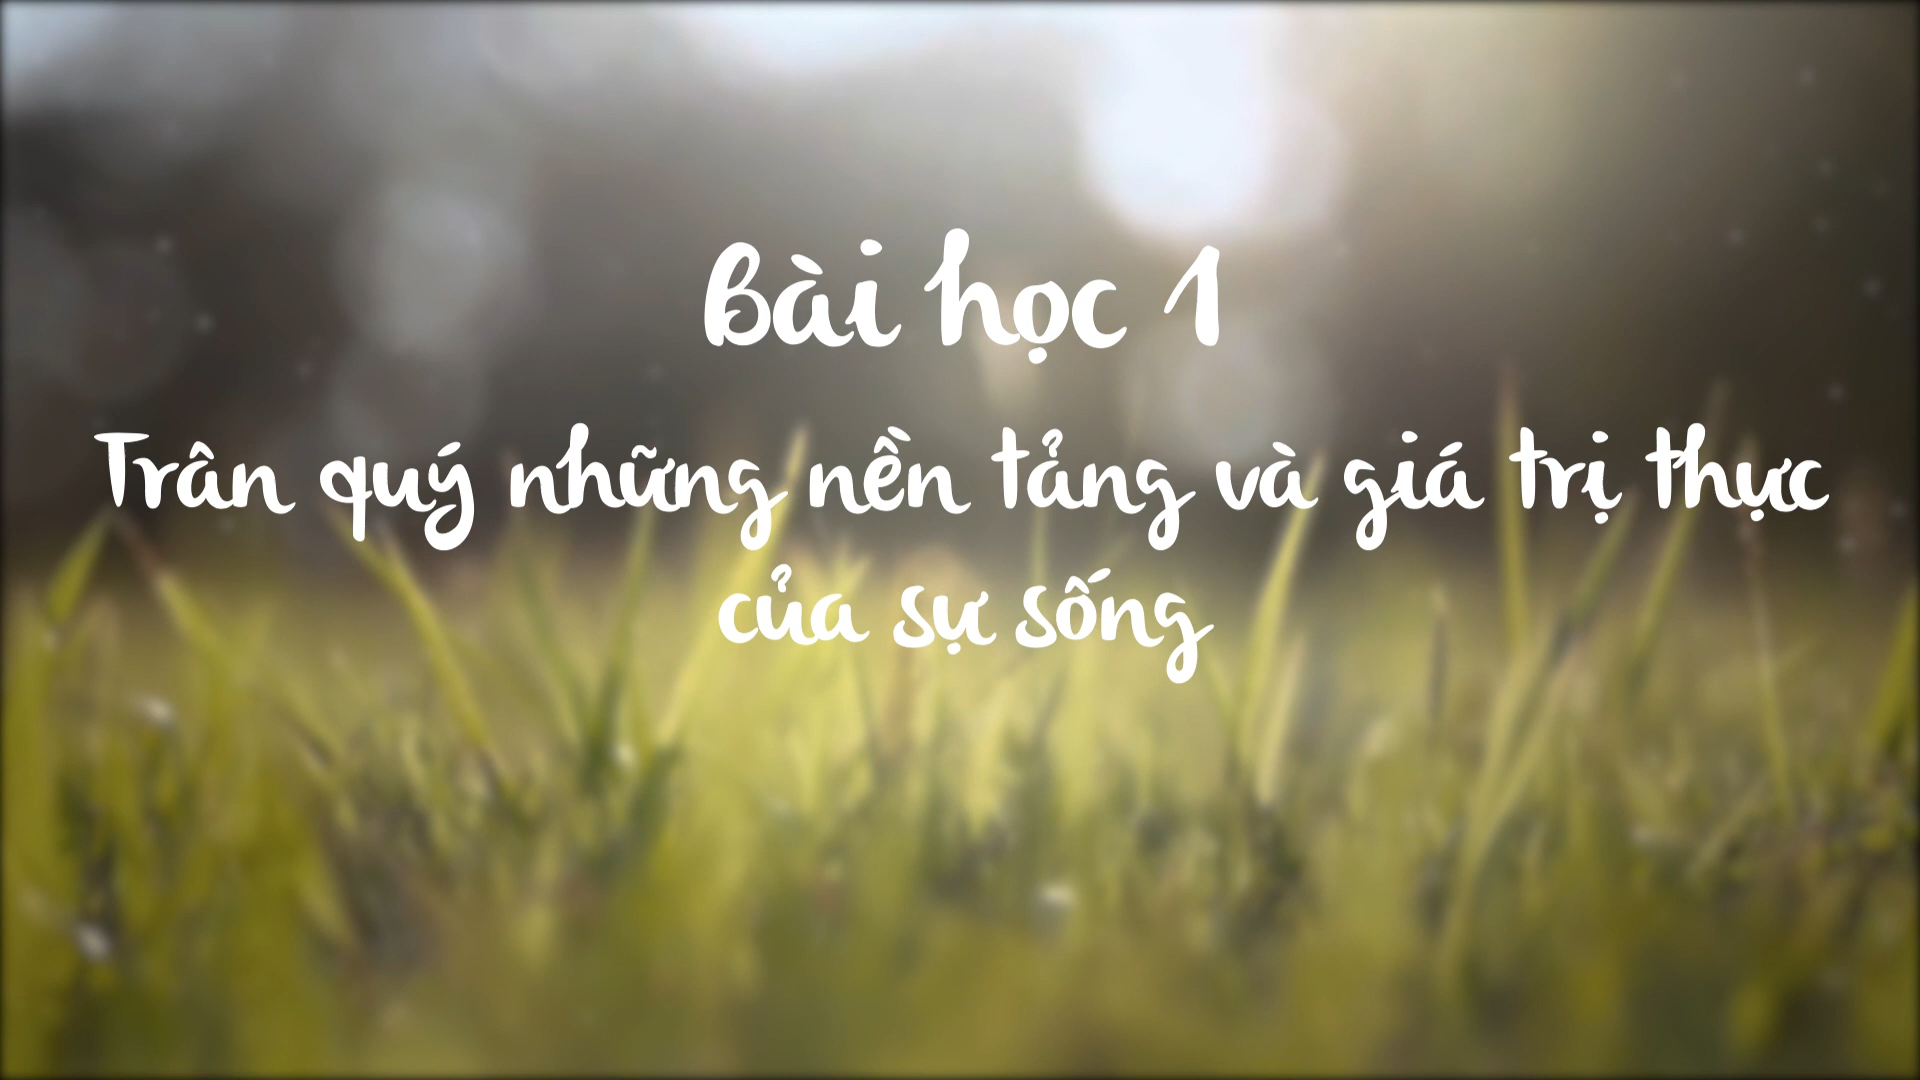 Bài học 1
Trân quý những nền tảng và giá trị thực
của sự sống